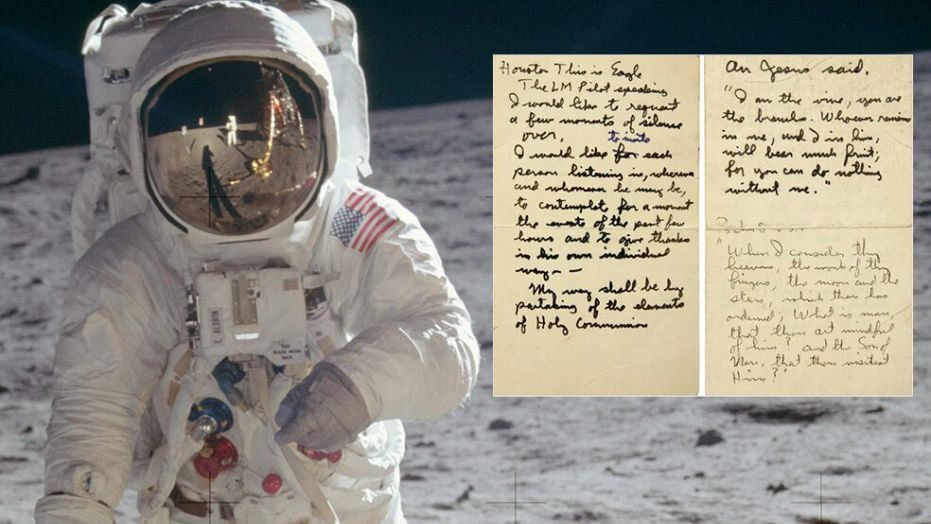 E. ALDRIN
Houston This is Eagle
The LM Pilot speaking
I would like to request
a few moments of silence
over,
to invite
I would like for each
person listening in, wherever
and whomever he may be,
to contemplate for a moment
the events of the past few
hours and to give thanks
in his own individual
way — —
My way shall be by
partaking of the elements
of Holy Communion
An Jesus said,
"I am the vine, you are
the branches. Whoever remains
in me, and I in him,
will bear much fruit;
for you can do nothing
without me."
"When I consider thy
heavens, the work of thy
fingers, the moon and the
stars, which thou has
ordained; What is man,
that thou art mindful
of him? and the Son of
Man, that thou visitest
Him?"